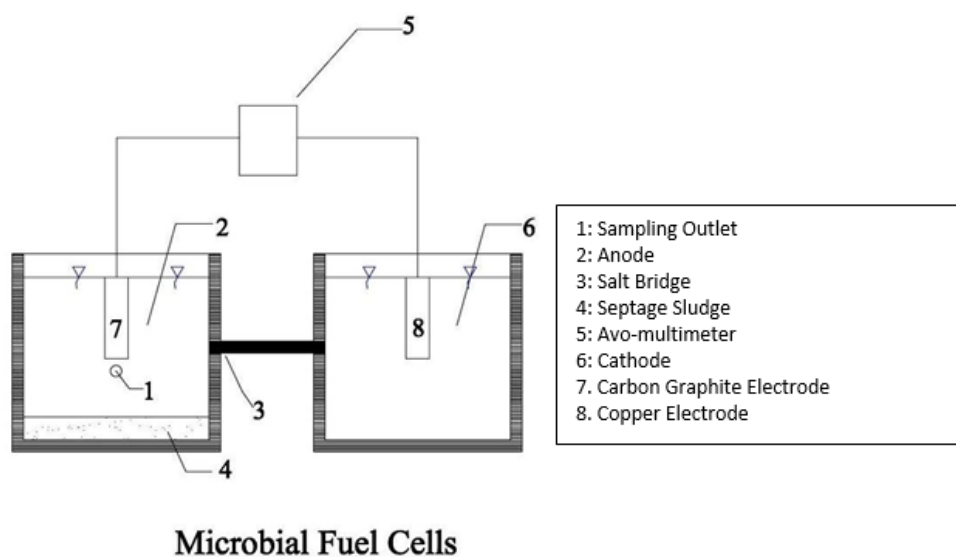 5
2
6
7
8
1
3
4
1: Sampling Outlet
2: Anode
3: Salt Bridge
4: Septage Sludge
5: Avo-multimeter
6: Cathode
7. Carbon Graphite Electrode
8. Copper Electrode
Microbial Fuel Cells